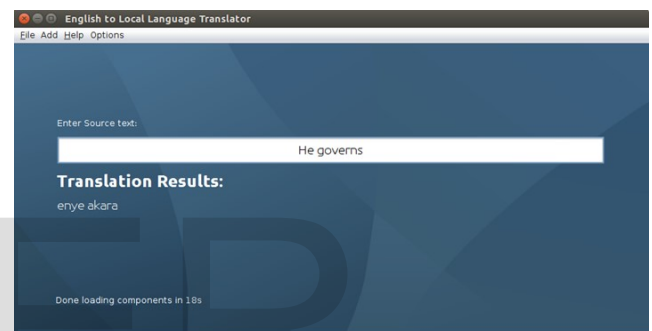 English to Local Language Translator
File Add Help Options
Enter Source text:
He governs
Translation Results:
enye akara
Done loading components in 18s